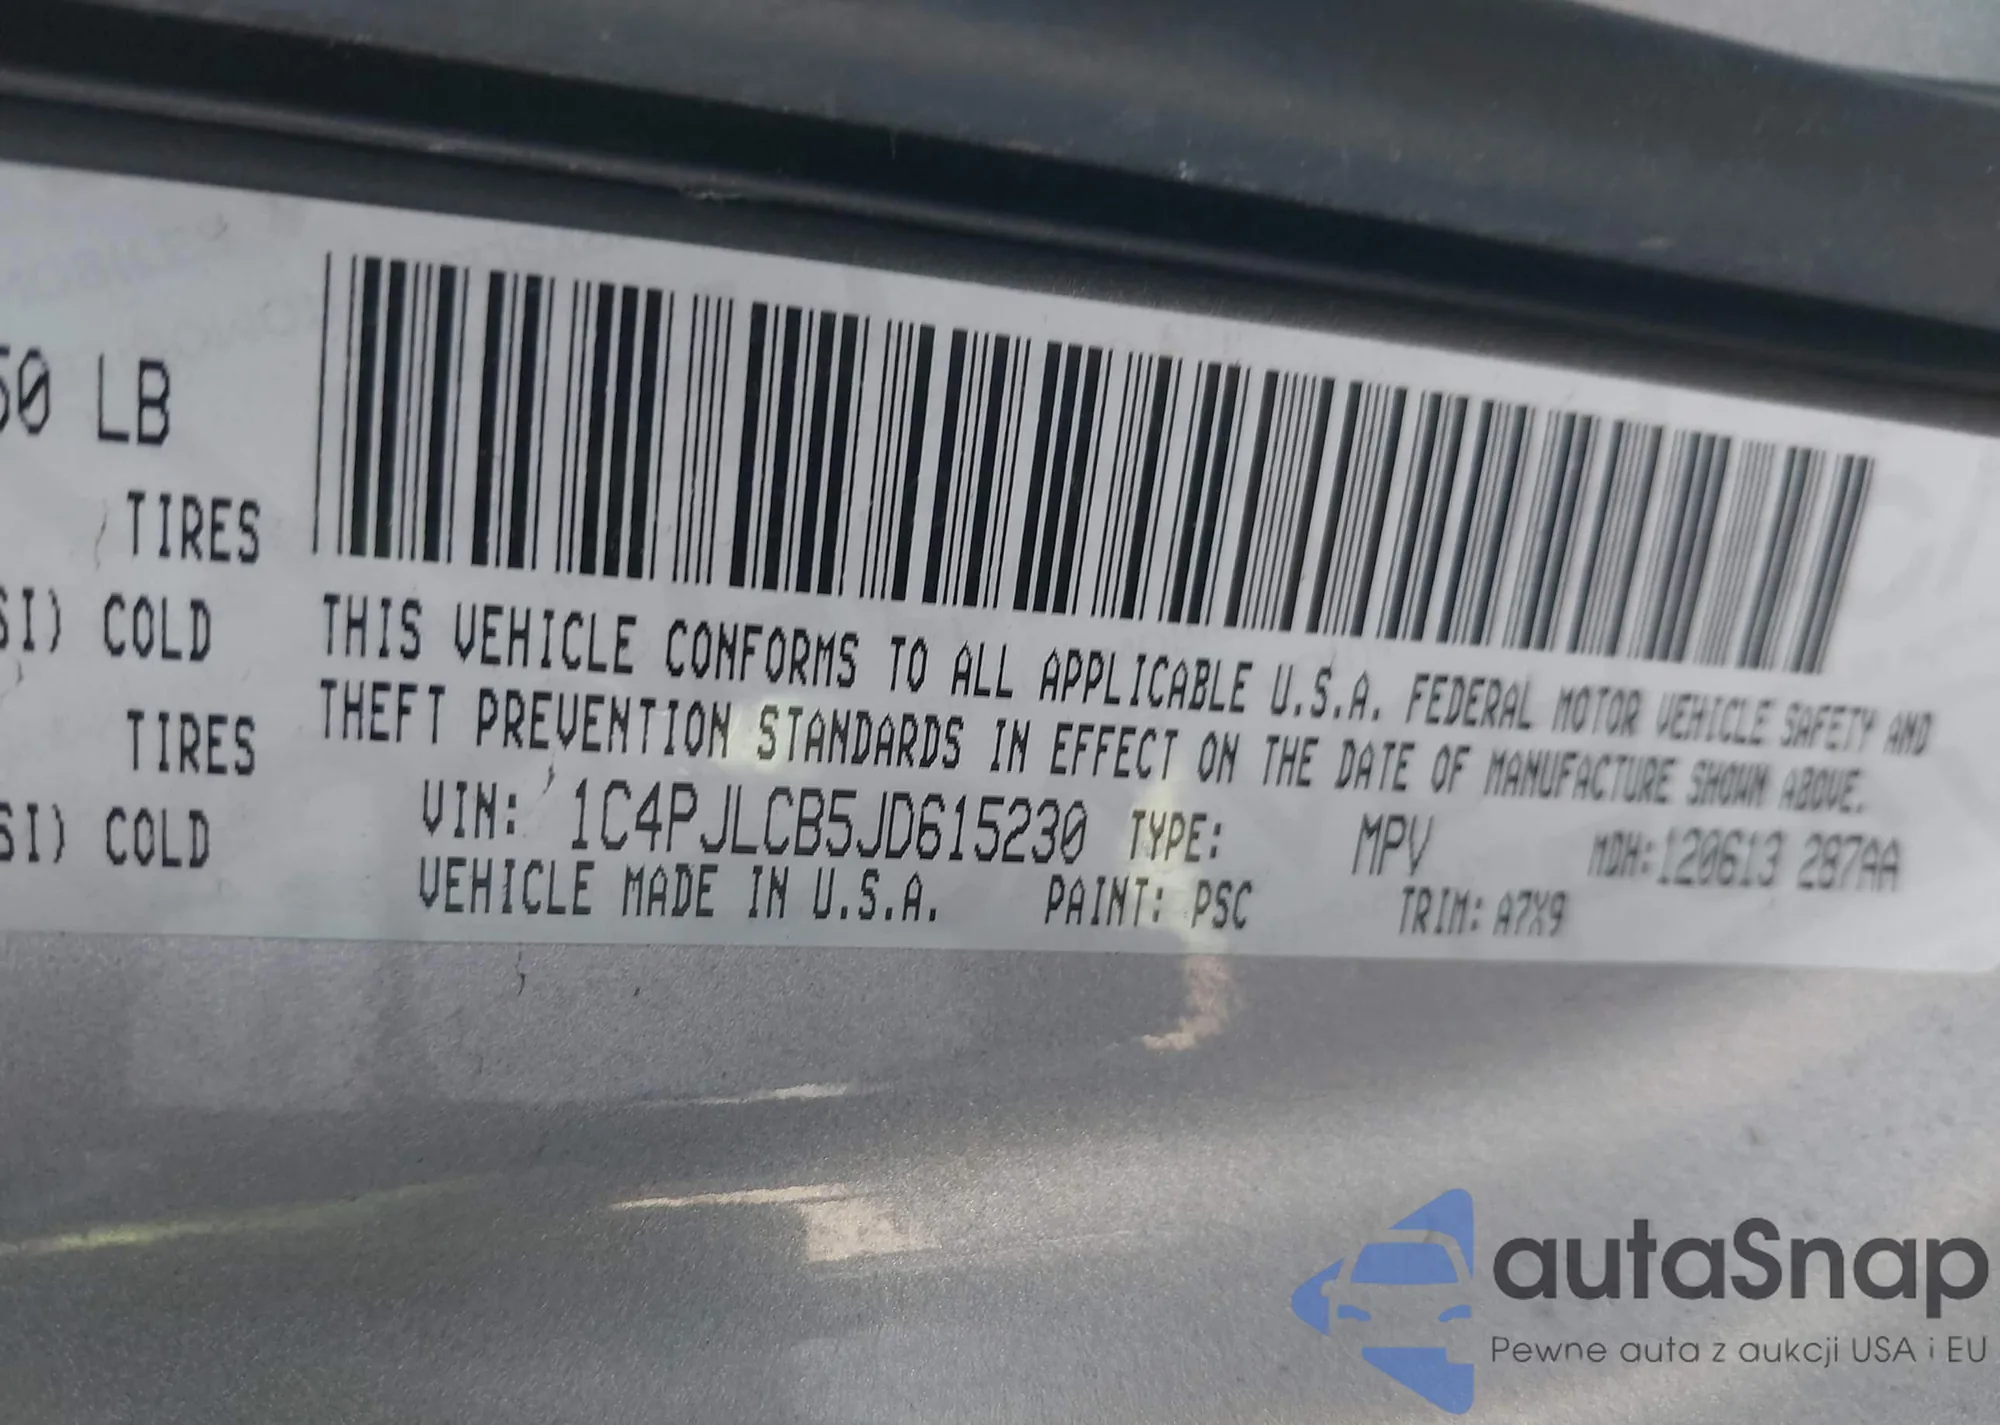 50 LB
TIRES
SI) COLD
TIRES
SI) COLD
THIS VEHICLE CONFORMS TO ALL APPLICABLE U.S.A. FEDERAL MOTOR VEHICLE SAFETY AND
THEFT PREVENTION STANDARDS IN EFFECT ON THE DATE OF MANUFACTURE SHOWN ABOVE.
VIN: 1C4PJLCB5JD615230 TYPE: MPV MDH:120613 287AA
VEHICLE MADE IN U.S.A. PAINT: PSC TRIM: A7X9
autaSnap
Pewne auta z aukcji USA i EU